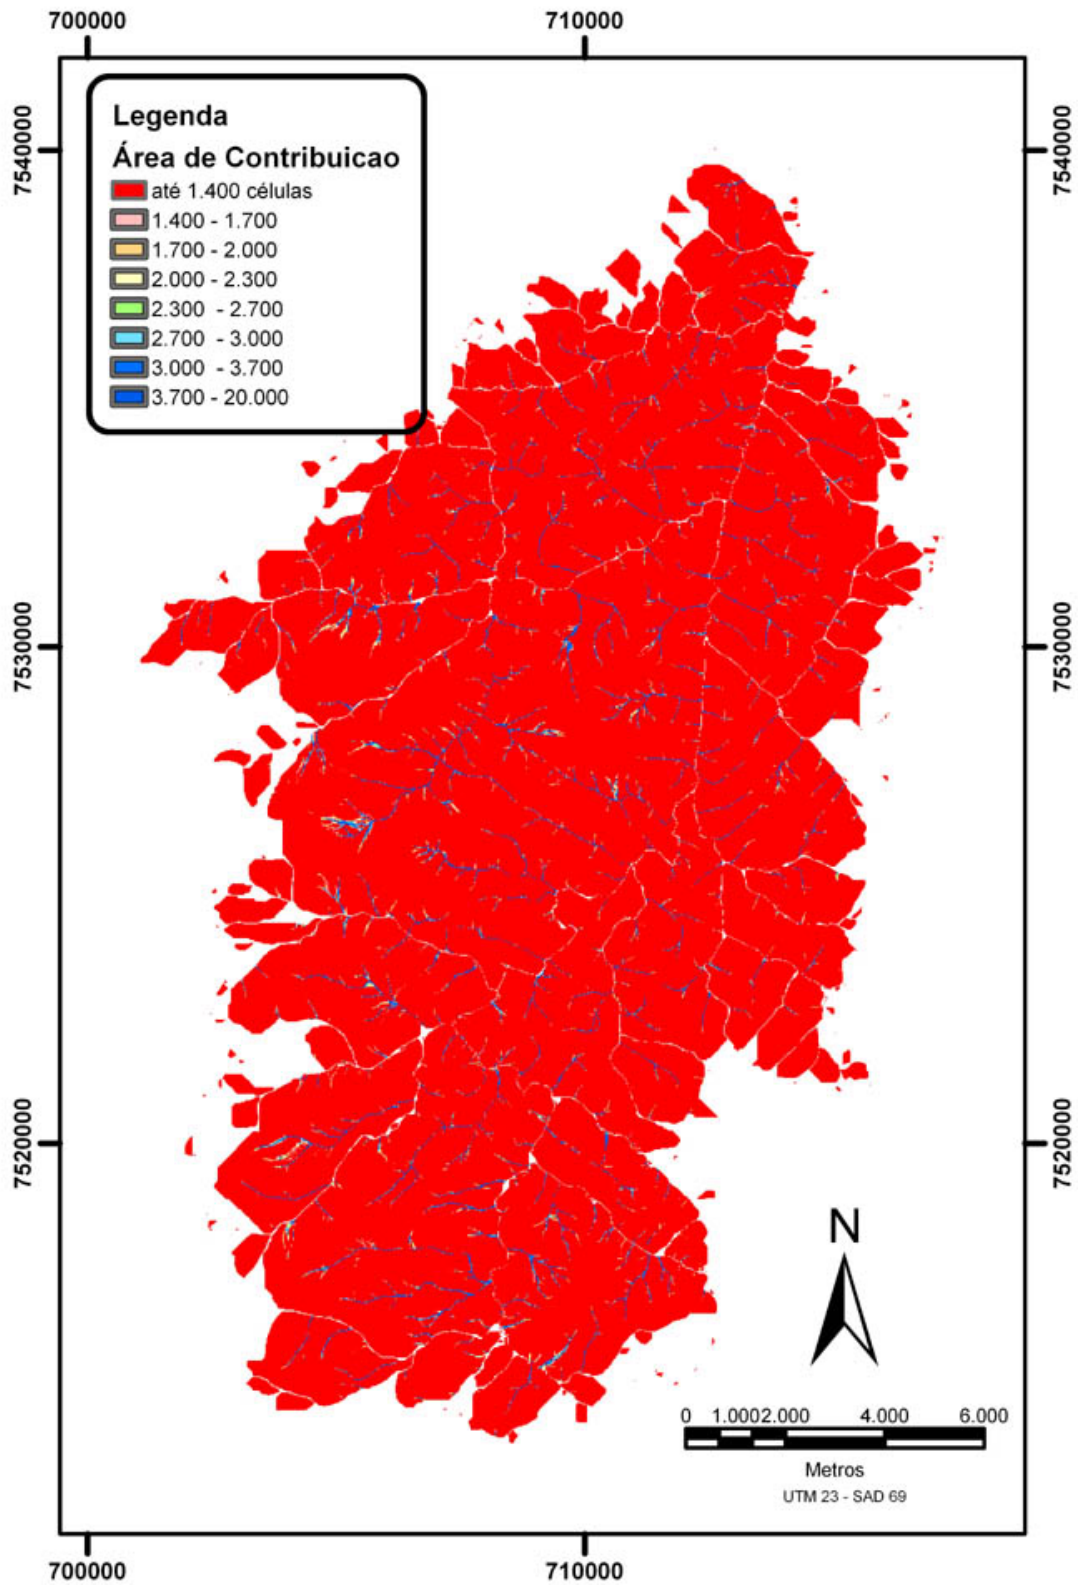 700000 710000
7540000 7540000
Legenda
Área de Contribuicao
até 1.400 células
1.400 - 1.700
1.700 - 2.000
2.000 - 2.300
2.300 - 2.700
2.700 - 3.000
3.000 - 3.700
3.700 - 20.000
7530000 7530000
7520000 7520000
N
0 1.000 2.000 4.000 6.000
Metros
UTM 23 - SAD 69
700000 710000